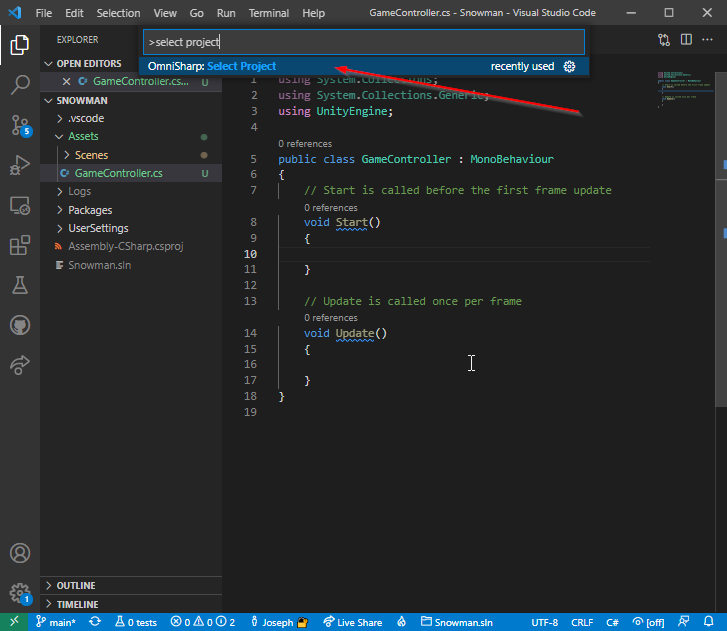 File Edit Selection View Go Run Terminal Help GameController.cs - Snowman - Visual Studio Code
EXPLORER
>select project
OmniSharp: Select Project recently used
OPEN EDITORS
GameController.cs... U
SNOWMAN
.vscode
Assets
Scenes
GameController.cs U
Logs
Packages
UserSettings
Assembly-CSharp.csproj
Snowman.sln
OUTLINE
TIMELINE
5
1
1 using System.Collections;
2 using System.Collections.Generic;
3 using UnityEngine;
4
0 references
5 public class GameController : MonoBehaviour
6 {
7 // Start is called before the first frame update
0 references
8 void Start()
9 {
10
11 }
12
13 // Update is called once per frame
0 references
14 void Update()
15 {
16
17 }
18 }
19
main* 0 tests 0 0 2 Joseph Live Share Snowman.sln UTF-8 CRLF C# [off]